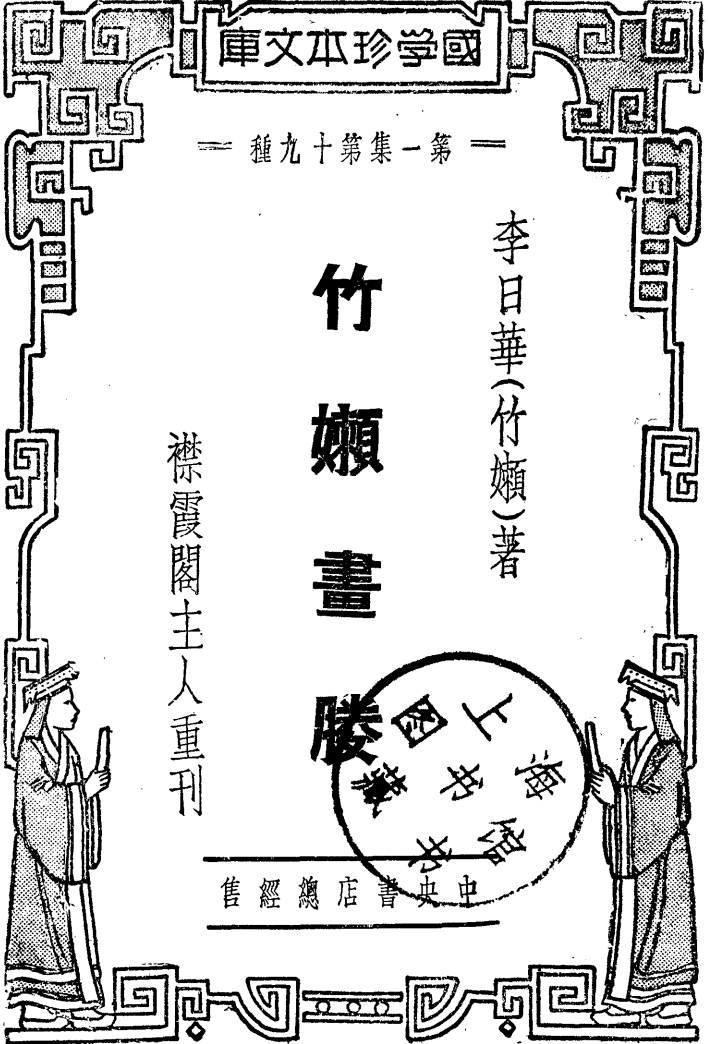 國学珍本文庫
＝第一集第十九種＝
李日華(竹嬾)著
竹嬾畫媵
襟霞閣主人重刊
上海图书馆藏书
中央書店總經售